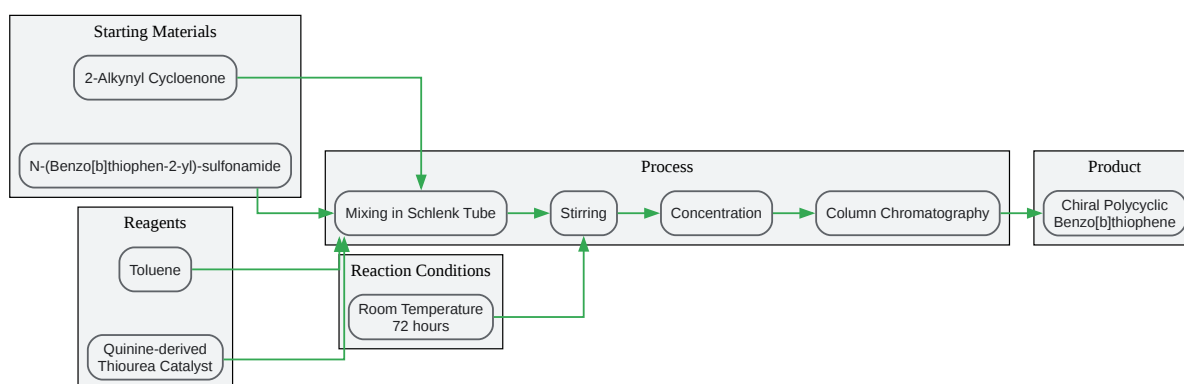 Starting Materials
2-Alkynyl Cycloenone
N-(Benzo[b]thiophen-2-yl)-sulfonamide
Reagents
Toluene
Quinine-derived
Thiourea Catalyst
Process
Mixing in Schlenk Tube
Stirring
Concentration
Column Chromatography
Reaction Conditions
Room Temperature
72 hours
Product
Chiral Polycyclic
Benzo[b]thiophene